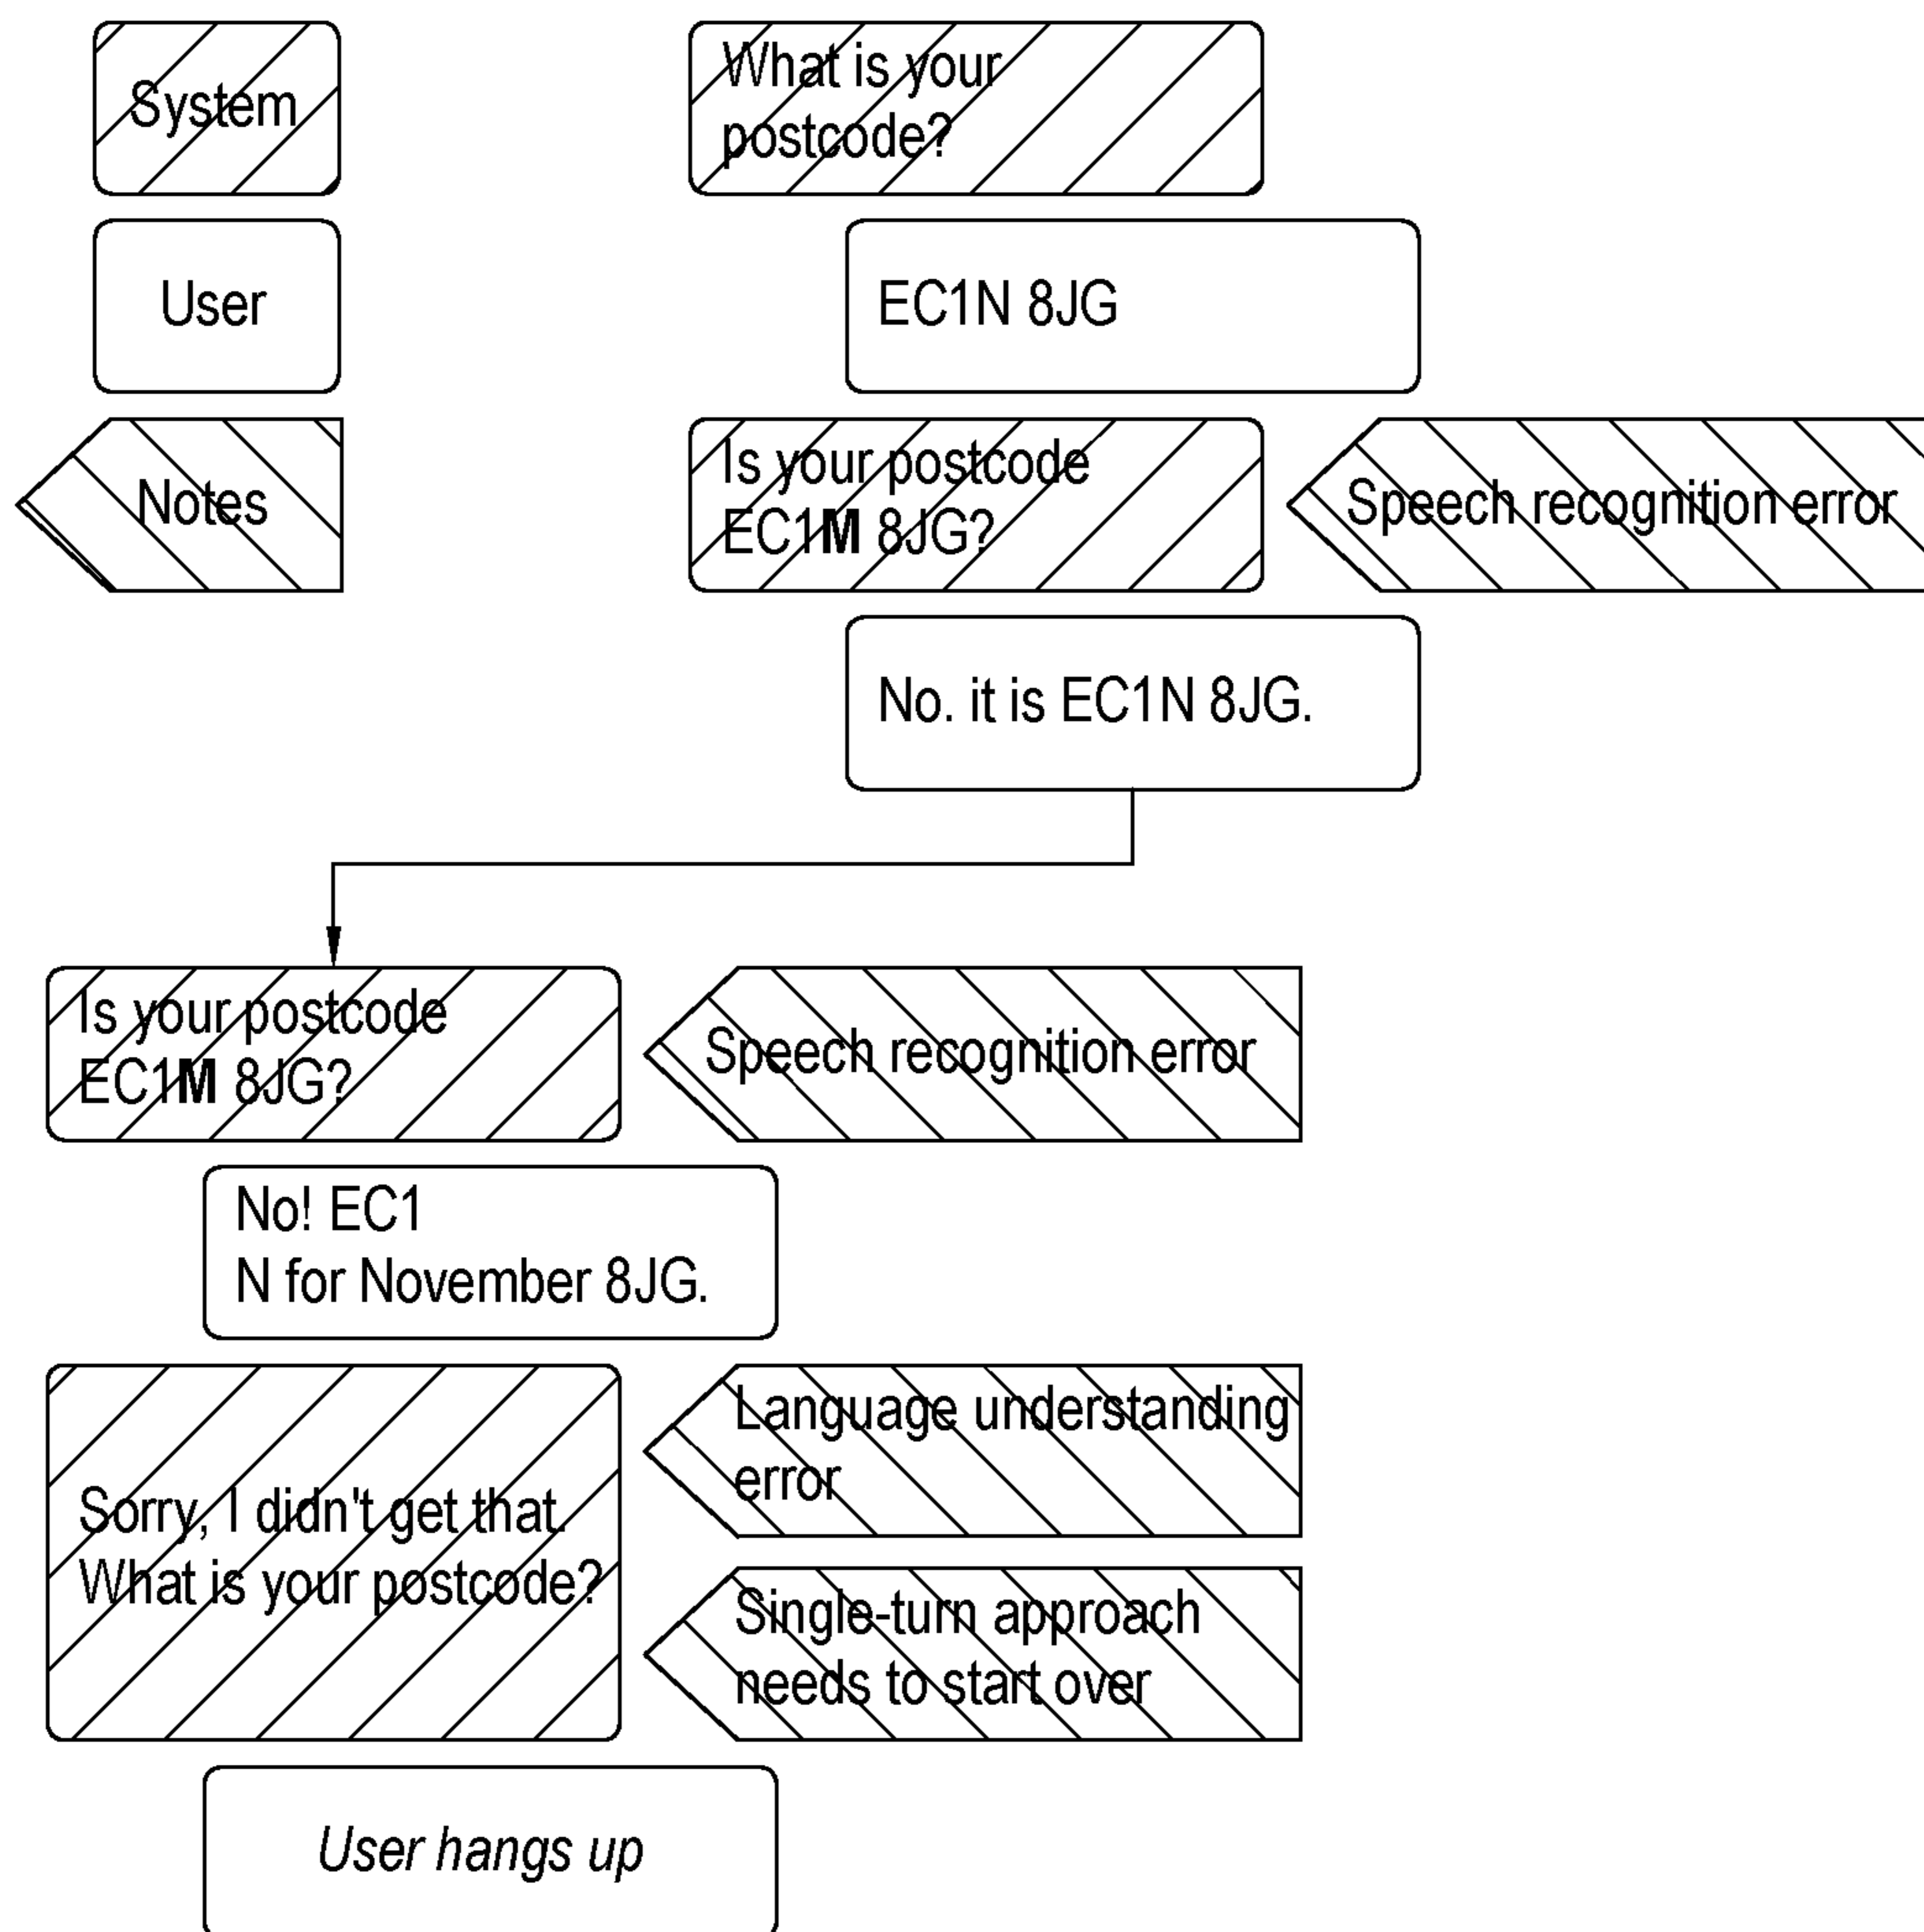 System
User
Notes
What is your
postcode?
EC1N 8JG
Is your postcode
EC1M 8JG?
Speech recognition error
No. it is EC1N 8JG.
Is your postcode
EC1M 8JG?
Speech recognition error
No! EC1
N for November 8JG.
Sorry, I didn't get that.
What is your postcode?
Language understanding
error
Single-turn approach
needs to start over
User hangs up